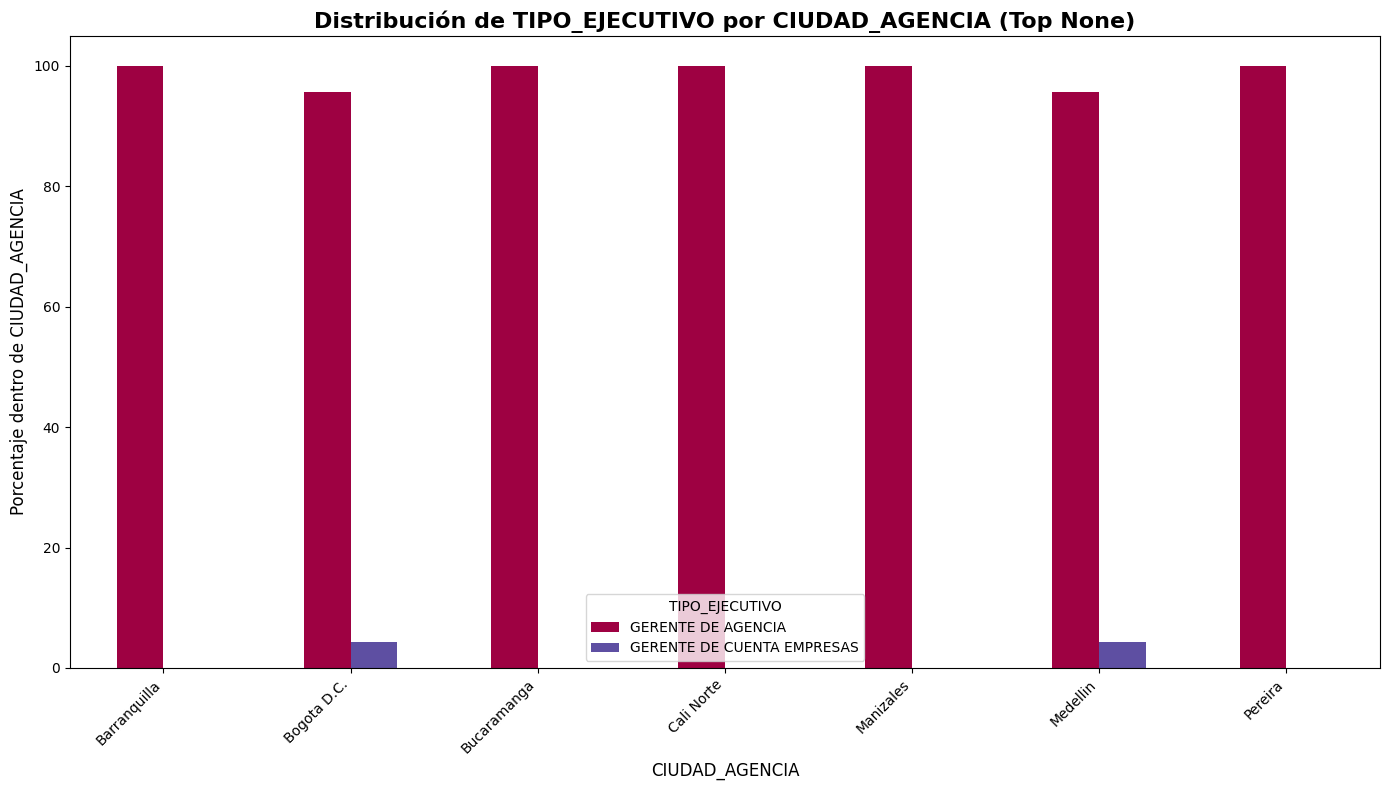 Distribución de TIPO_EJECUTIVO por CIUDAD_AGENCIA (Top None)
Porcentaje dentro de CIUDAD_AGENCIA
100
80
60
40
20
0
TIPO_EJECUTIVO
GERENTE DE AGENCIA
GERENTE DE CUENTA EMPRESAS
Barranquilla
Bogota D.C.
Bucaramanga
Cali Norte
Manizales
Medellin
Pereira
CIUDAD_AGENCIA